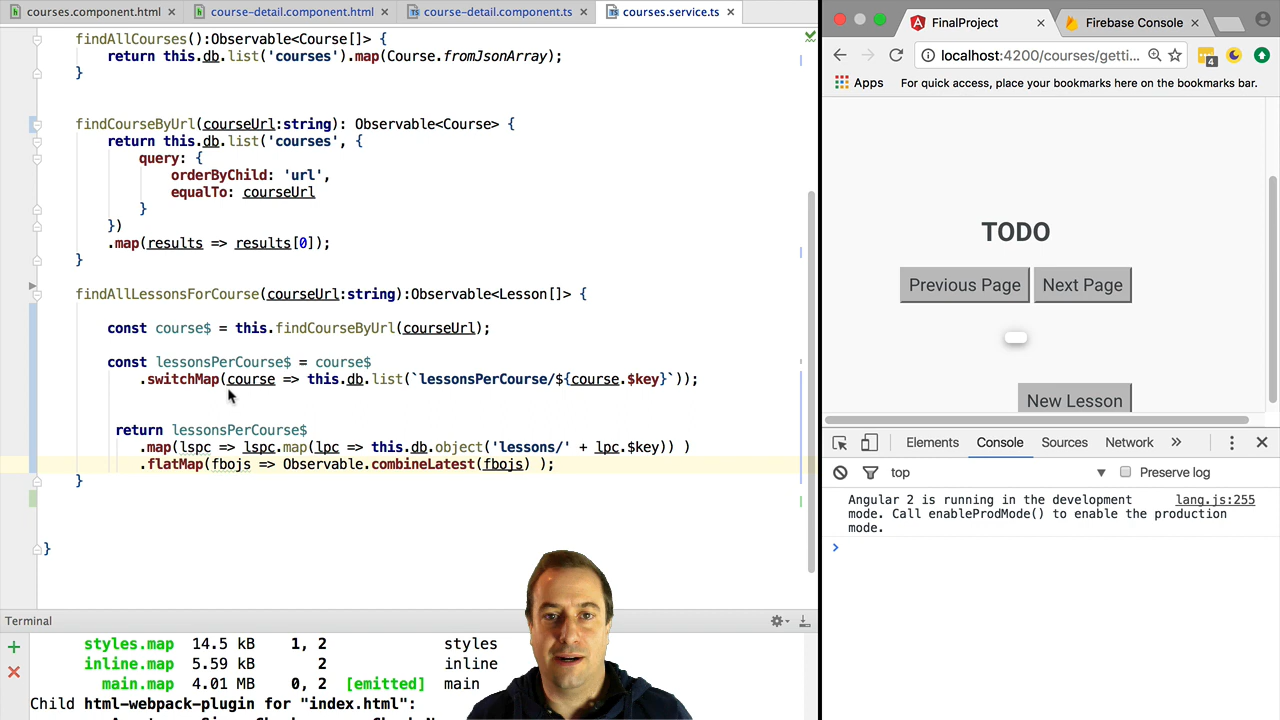 courses.component.html
course-detail.component.html
course-detail.component.ts
courses.service.ts
findAllCourses():Observable<Course[]> {
return this.db.list('courses').map(Course.fromJsonArray);
}
findCourseByUrl(courseUrl:string): Observable<Course> {
return this.db.list('courses', {
query: {
orderByChild: 'url',
equalTo: courseUrl
}
})
.map(results => results[0]);
}
findAllLessonsForCourse(courseUrl:string):Observable<Lesson[]> {
const course$ = this.findCourseByUrl(courseUrl);
const lessonsPerCourse$ = course$
.switchMap(course => this.db.list(`lessonsPerCourse/${course.$key}`));
return lessonsPerCourse$
.map(lspc => lspc.map(lpc => this.db.object('lessons/' + lpc.$key)) )
.flatMap(fbojs => Observable.combineLatest(fbojs) );
}
}
Terminal
styles.map 14.5 kB 1, 2 styles
inline.map 5.59 kB 2 inline
main.map 4.01 MB 0, 2 [emitted] main
Child html-webpack-plugin for "index.html":
FinalProject
Firebase Console
localhost:4200/courses/getti...
4
Apps
For quick access, place your bookmarks here on the bookmarks bar.
TODO
Previous Page
Next Page
New Lesson
Elements
Console
Sources
Network
top
Preserve log
Angular 2 is running in the development lang.js:255
mode. Call enableProdMode() to enable the production
mode.